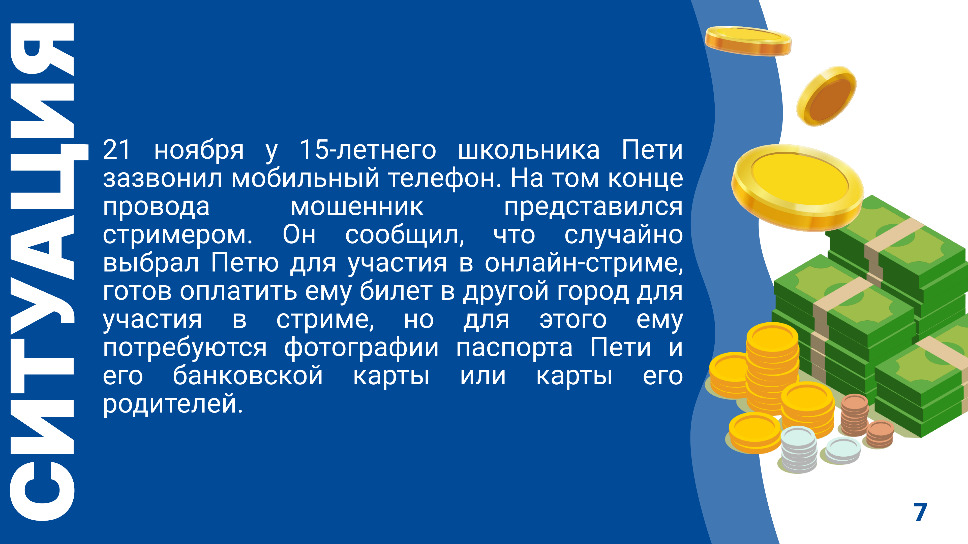 СИТУАЦИЯ
21 ноября у 15-летнего школьника Пети
зазвонил мобильный телефон. На том конце
провода мошенник представился
стримером. Он сообщил, что случайно
выбрал Петю для участия в онлайн-стриме,
готов оплатить ему билет в другой город для
участия в стриме, но для этого ему
потребуются фотографии паспорта Пети и
его банковской карты или карты его
родителей.
7